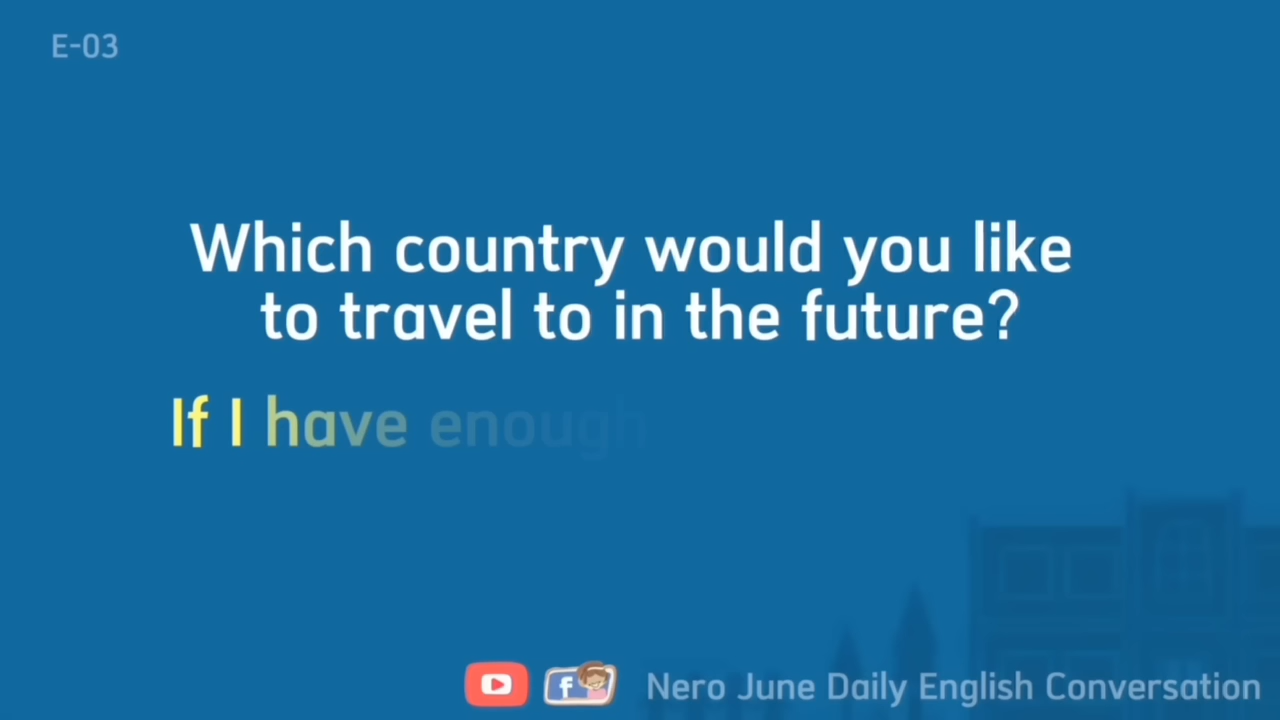 E-03
Which country would you like
to travel to in the future?
If I have enough
Nero June Daily English Conversation